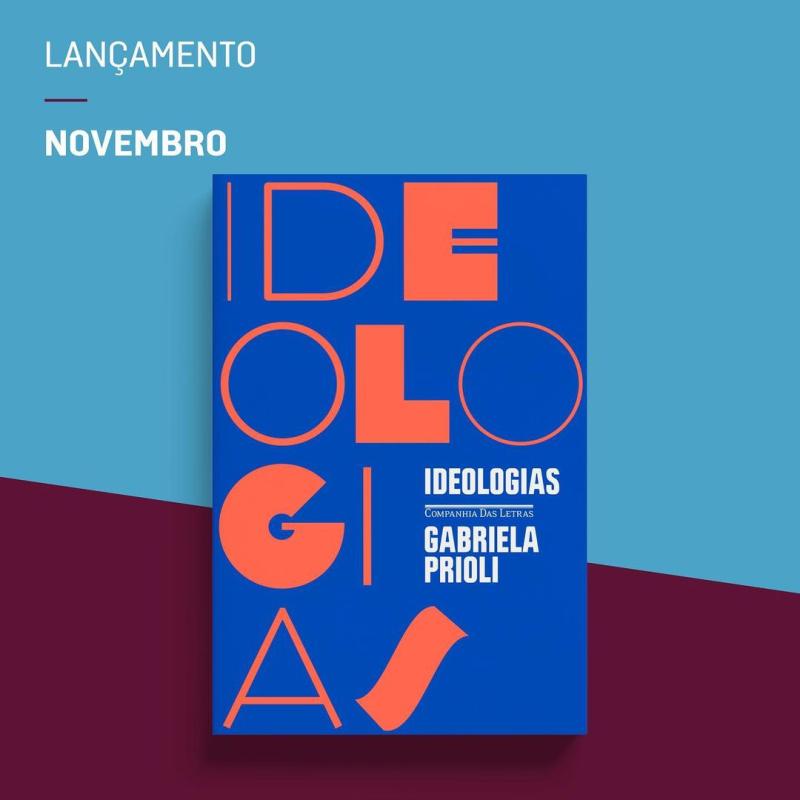 LANÇAMENTO
NOVEMBRO
IDE
OLO
GI
AS
IDEOLOGIAS
COMPANHIA DAS LETRAS
GABRIELA
PRIOLI